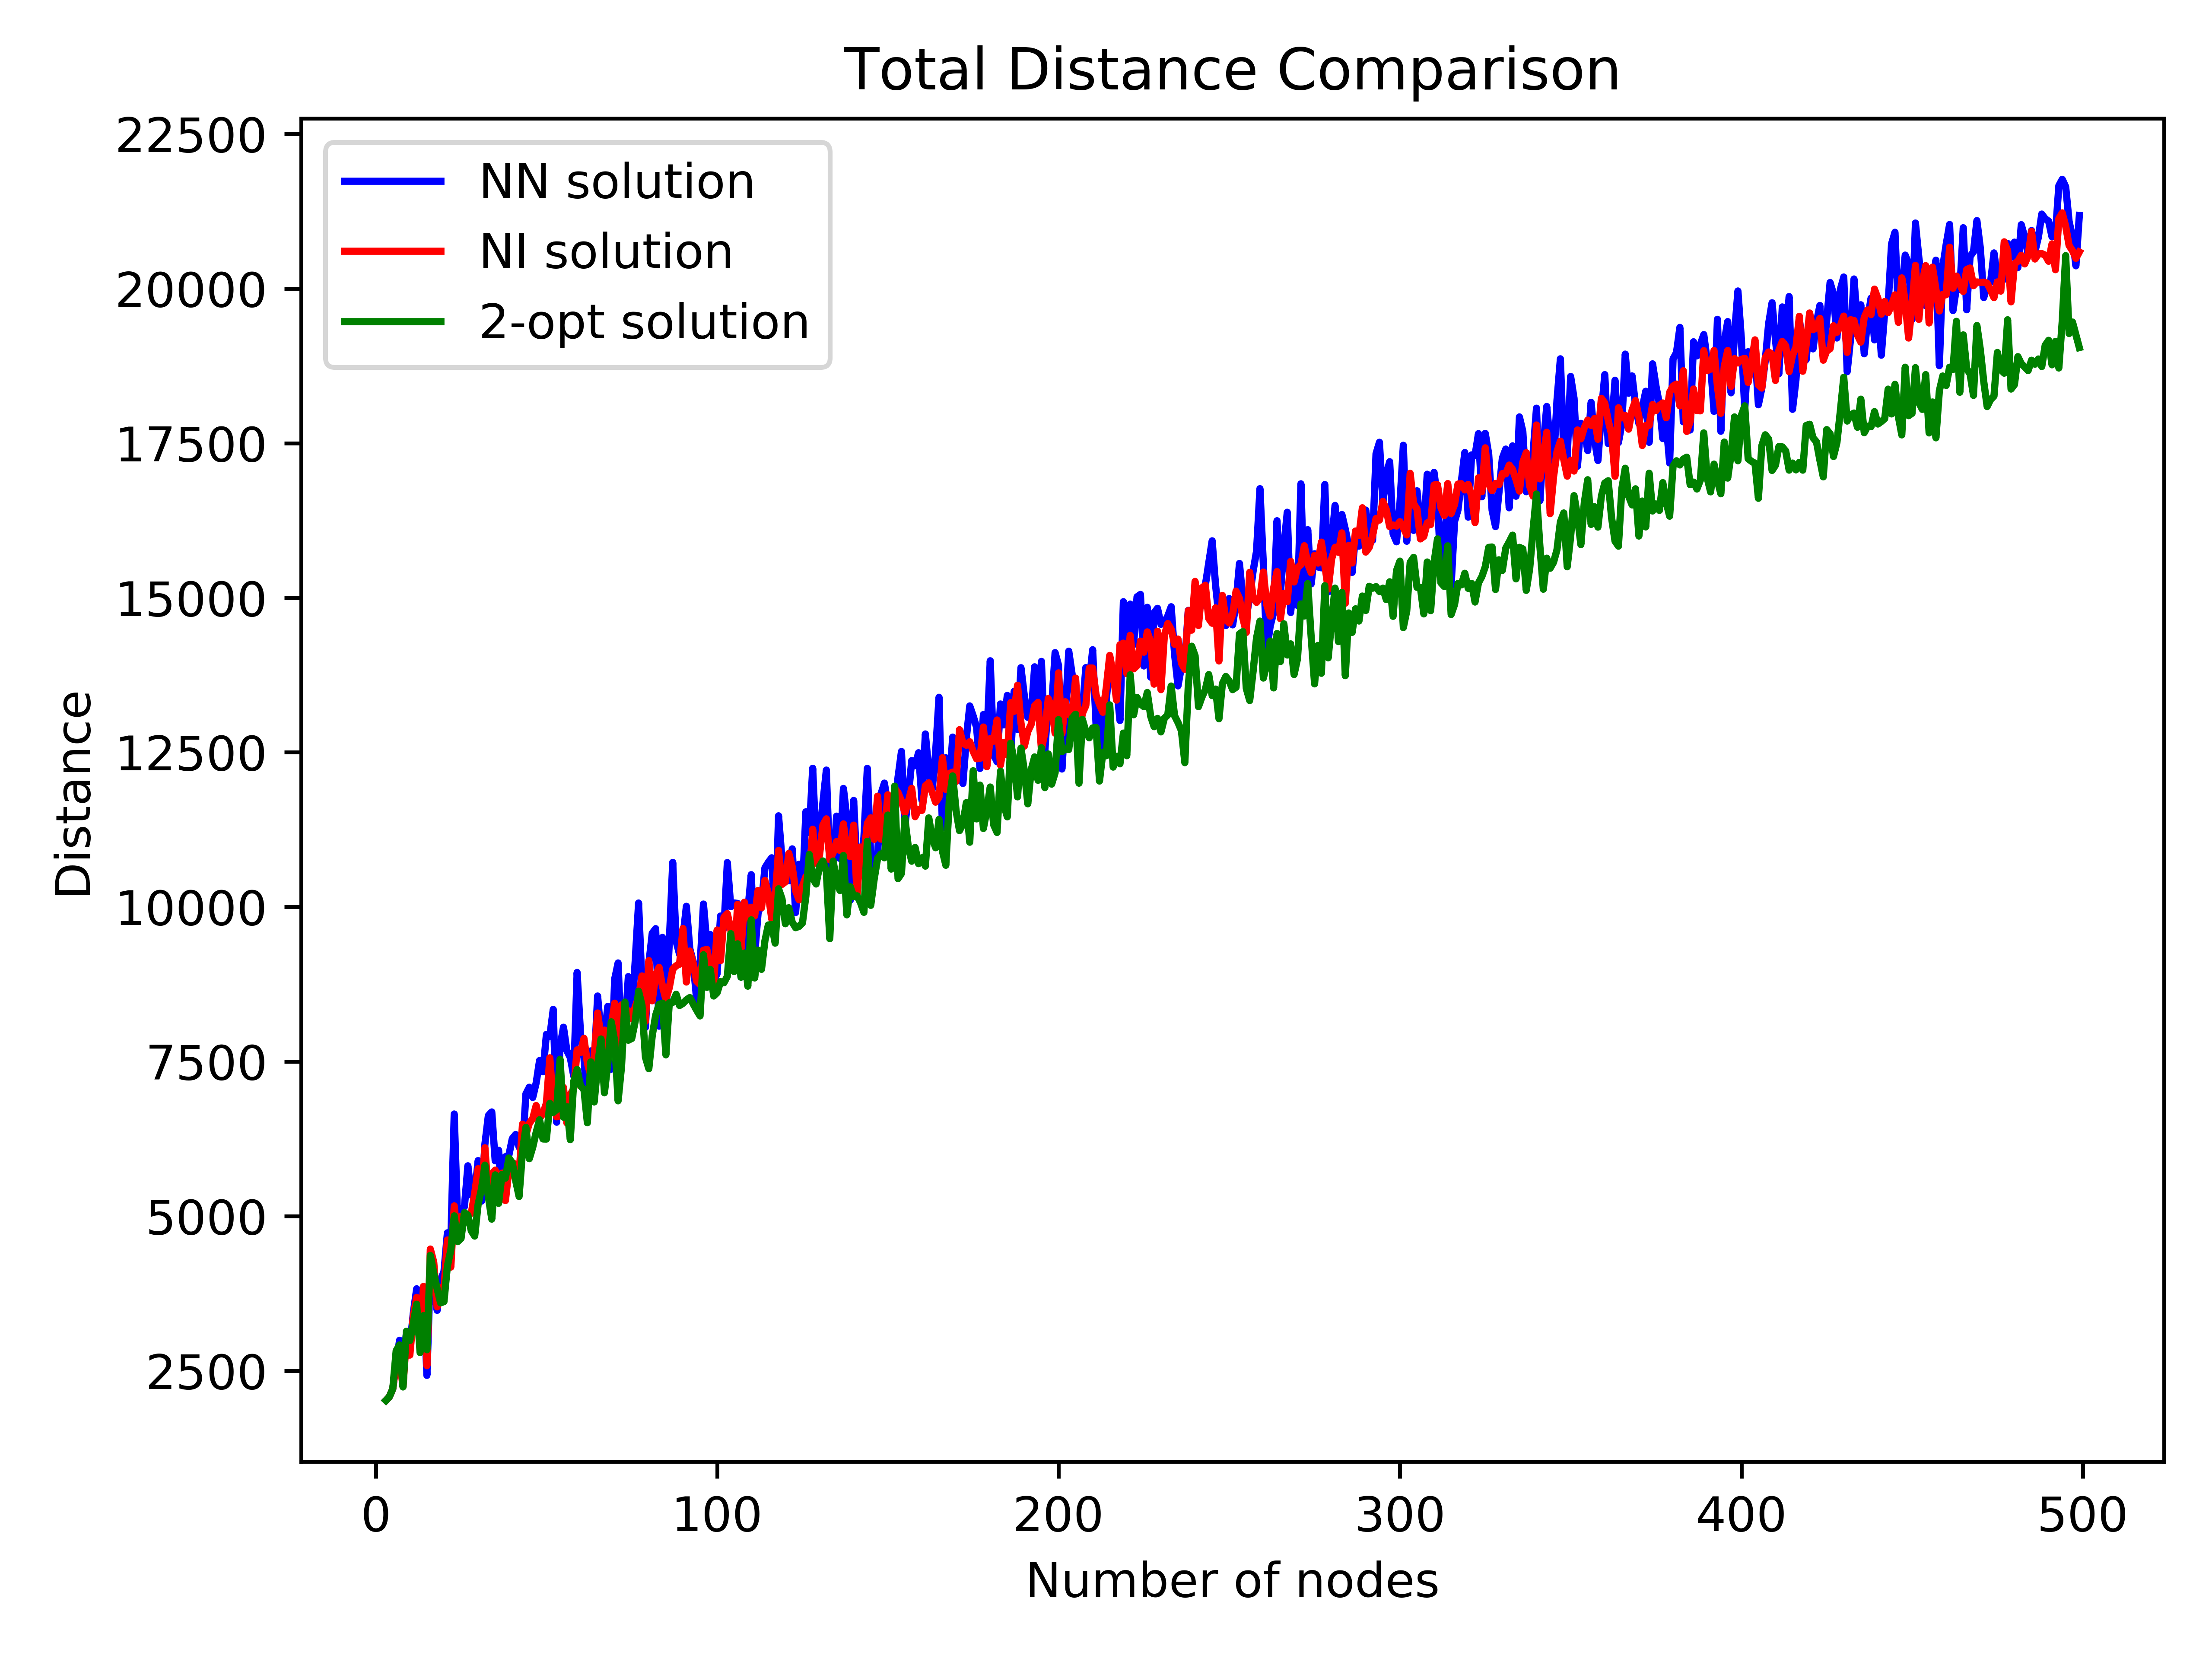 Total Distance Comparison
22500
20000
17500
15000
12500
10000
7500
5000
2500
Distance
NN solution
NI solution
2-opt solution
0 100 200 300 400 500
Number of nodes